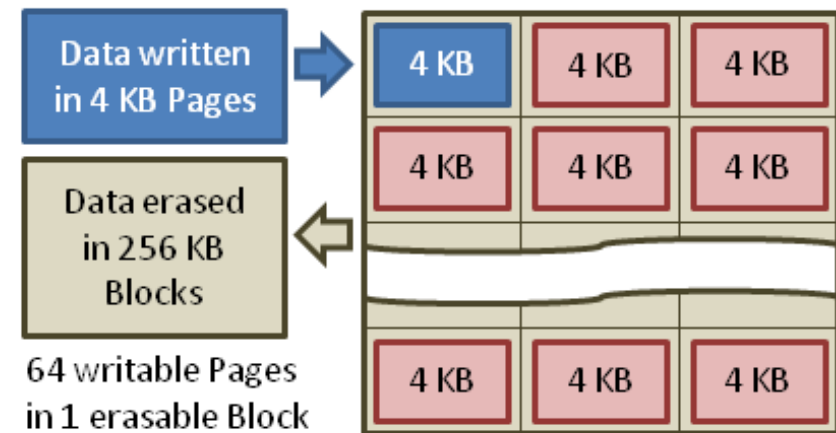 Data written
in 4 KB Pages
4 KB 4 KB 4 KB
4 KB 4 KB 4 KB
Data erased
in 256 KB
Blocks
64 writable Pages
in 1 erasable Block
4 KB 4 KB 4 KB